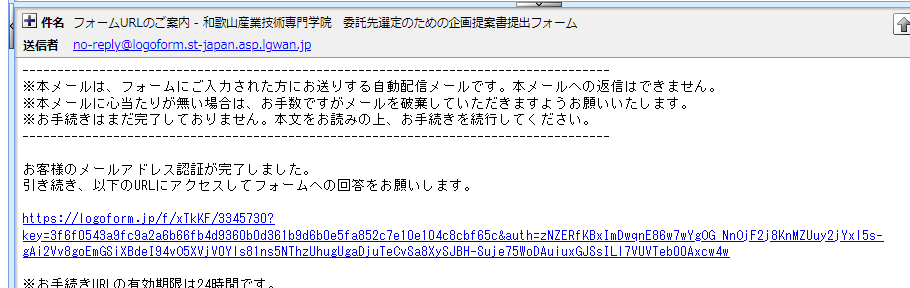 件名 フォームURLのご案内 - 和歌山産業技術専門学院 委託先選定のための企画提案書提出フォーム
送信者 no-reply@logoform.st-japan.asp.lgwan.jp
------------------------------------------------------------------------
※本メールは、フォームにご入力された方にお送りする自動配信メールです。本メールへの返信はできません。
※本メールに心当たりが無い場合は、お手数ですがメールを破棄していただきますようお願いいたします。
※お手続きはまだ完了しておりません。本文をお読みの上、お手続きを続行してください。
------------------------------------------------------------------------
お客様のメールアドレス認証が完了しました。
引き続き、以下のURLにアクセスしてフォームへの回答をお願いします。
https://logoform.jp/f/xTkKF/3345730?
key=3f6f0543a9fc9a2a6b66fb4d9360b0d361b9d6b0e5fa852c7e10e104c8cbf65c&auth=zNZERfKBxImDwqnE86w7wYgOG_NnOjF2j8KnMZUuy2jYxI5s-
gAi2Vv8goEmGSiXBdeI94vO5XVjVOYIs81ns5NThzUhugUgaDjuTeCvSa8XySJBH-Suje75WoDAuiuxGJ8sILI7VUVTeb00Axcw4w
※お手続きURLの有効期限は24時間です。